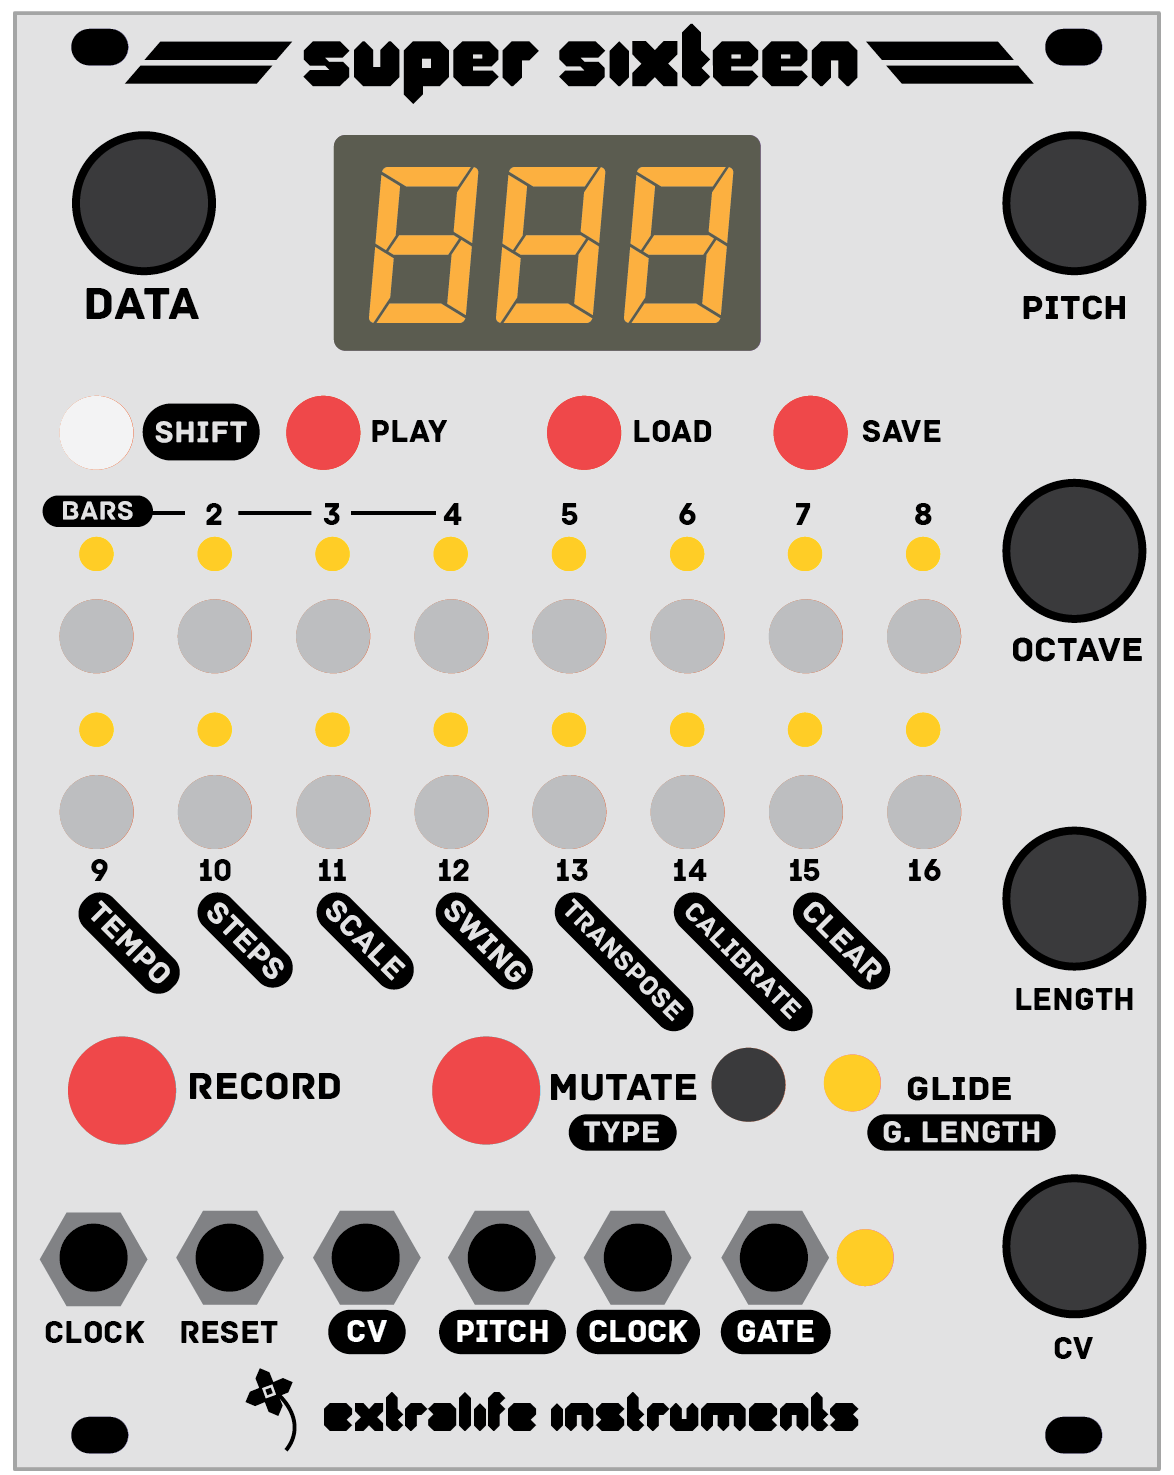 super sixteen
888
DATA
PITCH
SHIFT PLAY LOAD SAVE
BARS 2 3 4 5 6 7 8
OCTAVE
9 10 11 12 13 14 15 16
TEMPO STEPS SCALE SWING TRANSPOSE CALIBRATE CLEAR
LENGTH
RECORD MUTATE GLIDE
TYPE G. LENGTH
CLOCK RESET CV PITCH CLOCK GATE
CV
extralife instruments